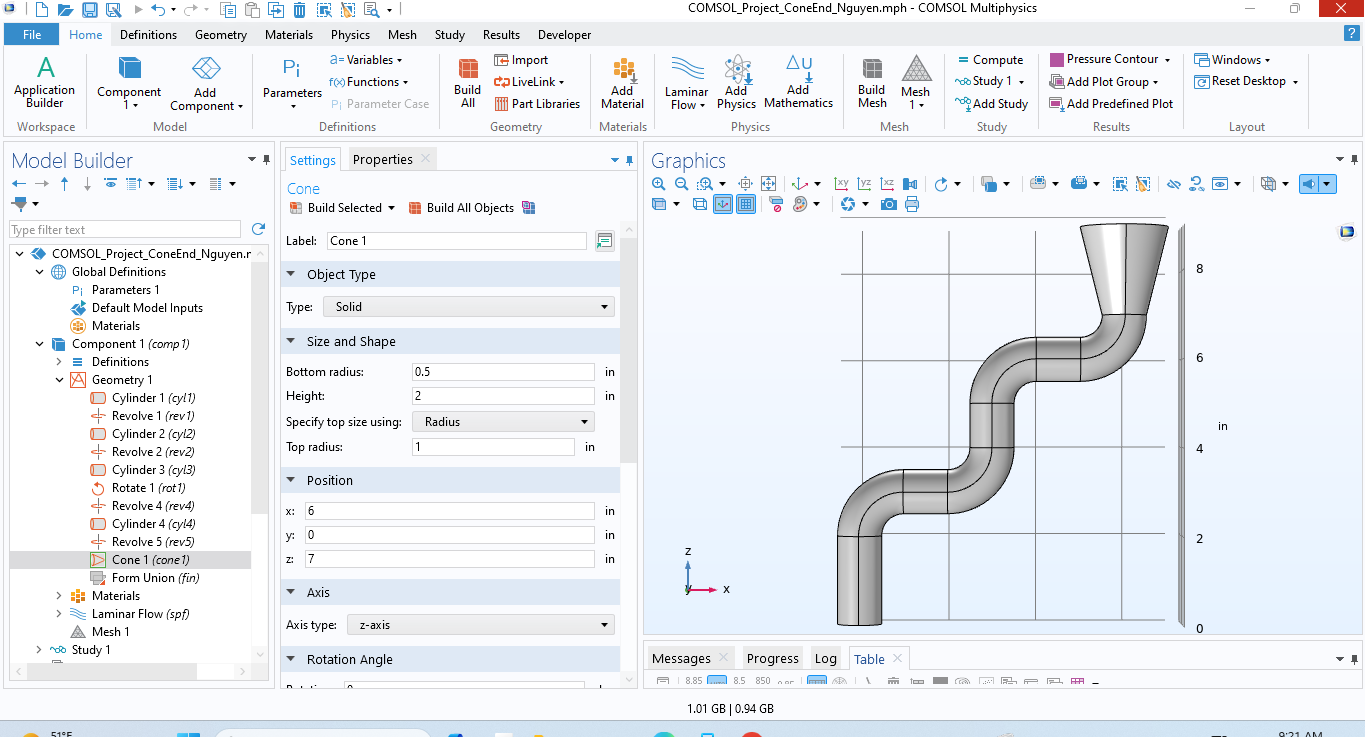 COMSOL_Project_ConeEnd_Nguyen.mph - COMSOL Multiphysics
File Home Definitions Geometry Materials Physics Mesh Study Results Developer
Application Builder
Workspace
Component 1
Add Component
Model
Parameters
a= Variables
f(x) Functions
Pi Parameter Case
Definitions
Build All
Import
LiveLink
Part Libraries
Geometry
Add Material
Materials
Laminar Flow
Add Physics
Add Mathematics
Physics
Build Mesh
Mesh 1
Mesh
Compute
Study 1
Add Study
Study
Pressure Contour
Add Plot Group
Add Predefined Plot
Results
Windows
Reset Desktop
Layout
Model Builder
Type filter text
COMSOL_Project_ConeEnd_Nguyen.r
Global Definitions
Parameters 1
Default Model Inputs
Materials
Component 1 (comp1)
Definitions
Geometry 1
Cylinder 1 (cyl1)
Revolve 1 (rev1)
Cylinder 2 (cyl2)
Revolve 2 (rev2)
Cylinder 3 (cyl3)
Rotate 1 (rot1)
Revolve 4 (rev4)
Cylinder 4 (cyl4)
Revolve 5 (rev5)
Cone 1 (cone1)
Form Union (fin)
Materials
Laminar Flow (spf)
Mesh 1
Study 1
Settings Properties
Cone
Build Selected Build All Objects
Label: Cone 1
Object Type
Type: Solid
Size and Shape
Bottom radius: 0.5 in
Height: 2 in
Specify top size using: Radius
Top radius: 1 in
Position
x: 6 in
y: 0 in
z: 7 in
Axis
Axis type: z-axis
Rotation Angle
Graphics
xy yz xz
8
6
in
4
2
0
z
y x
Messages Progress Log Table
8.85 8.5 850
1.01 GB | 0.94 GB
51°F
9:21 AM